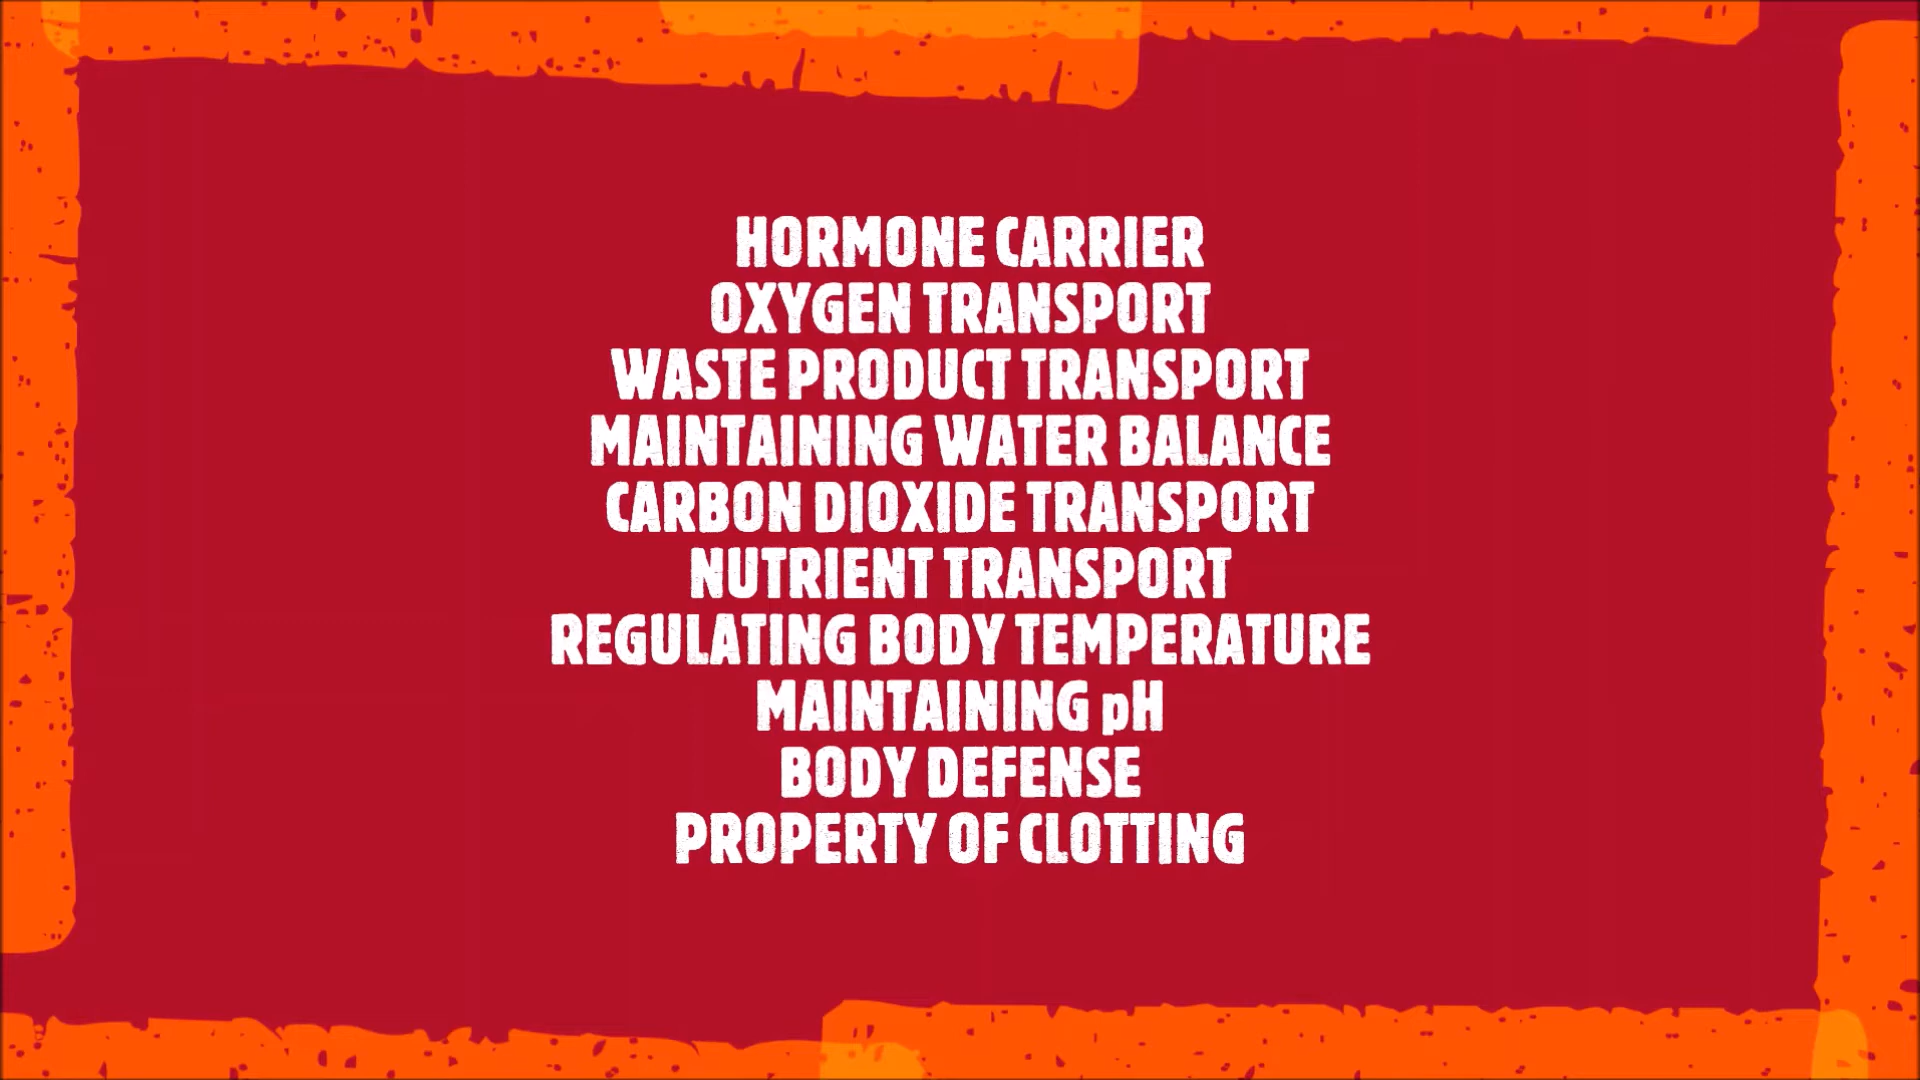 HORMONE CARRIER
OXYGEN TRANSPORT
WASTE PRODUCT TRANSPORT
MAINTAINING WATER BALANCE
CARBON DIOXIDE TRANSPORT
NUTRIENT TRANSPORT
REGULATING BODY TEMPERATURE
MAINTAINING pH
BODY DEFENSE
PROPERTY OF CLOTTING